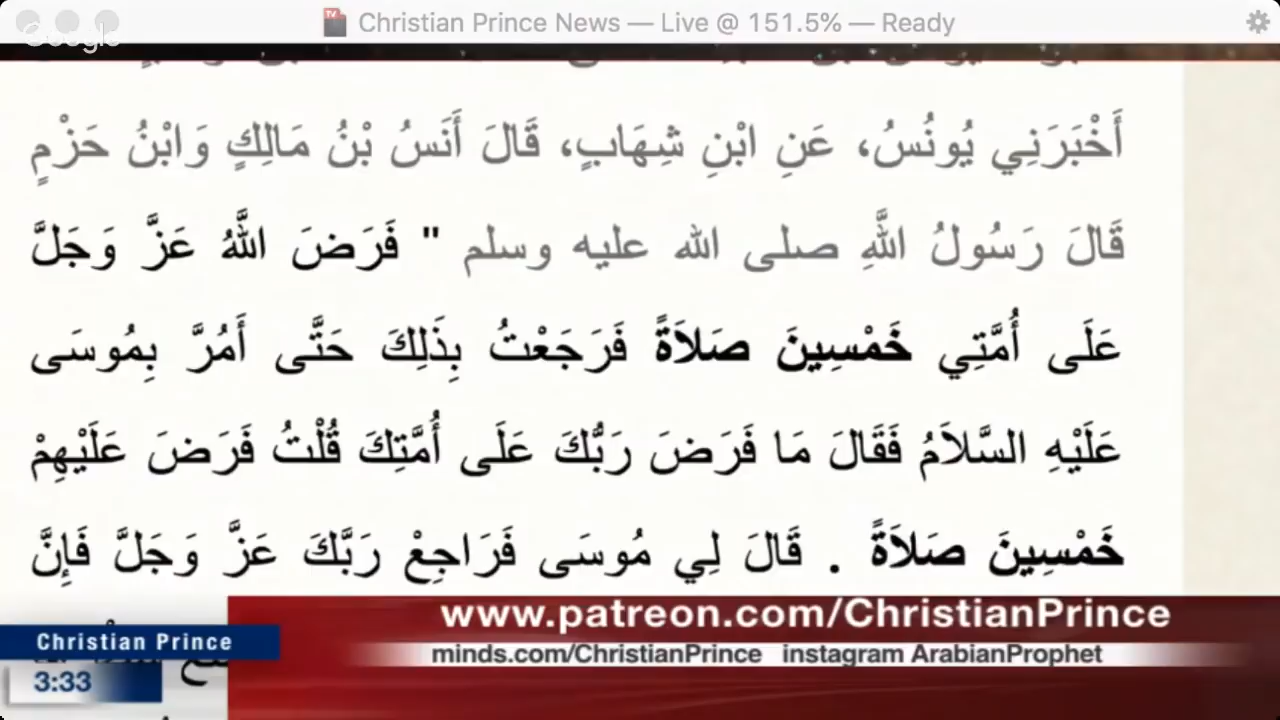 Christian Prince News — Live @ 151.5% — Ready
Google
أَخْبَرَنِي يُونُسُ، عَنِ ابْنِ شِهَابٍ، قَالَ أَنَسُ بْنُ مَالِكٍ وَابْنُ حَزْمٍ
قَالَ رَسُولُ اللَّهِ صلى الله عليه وسلم " فَرَضَ اللَّهُ عَزَّ وَجَلَّ
عَلَى أُمَّتِي خَمْسِينَ صَلاَةً فَرَجَعْتُ بِذَلِكَ حَتَّى أَمُرَّ بِمُوسَى
عَلَيْهِ السَّلاَمُ فَقَالَ مَا فَرَضَ رَبُّكَ عَلَى أُمَّتِكَ قُلْتُ فَرَضَ عَلَيْهِمْ
خَمْسِينَ صَلاَةً . قَالَ لِي مُوسَى فَرَاجِعْ رَبَّكَ عَزَّ وَجَلَّ فَإِنَّ
www.patreon.com/ChristianPrince
Christian Prince
minds.com/ChristianPrince instagram ArabianProphet
3:33